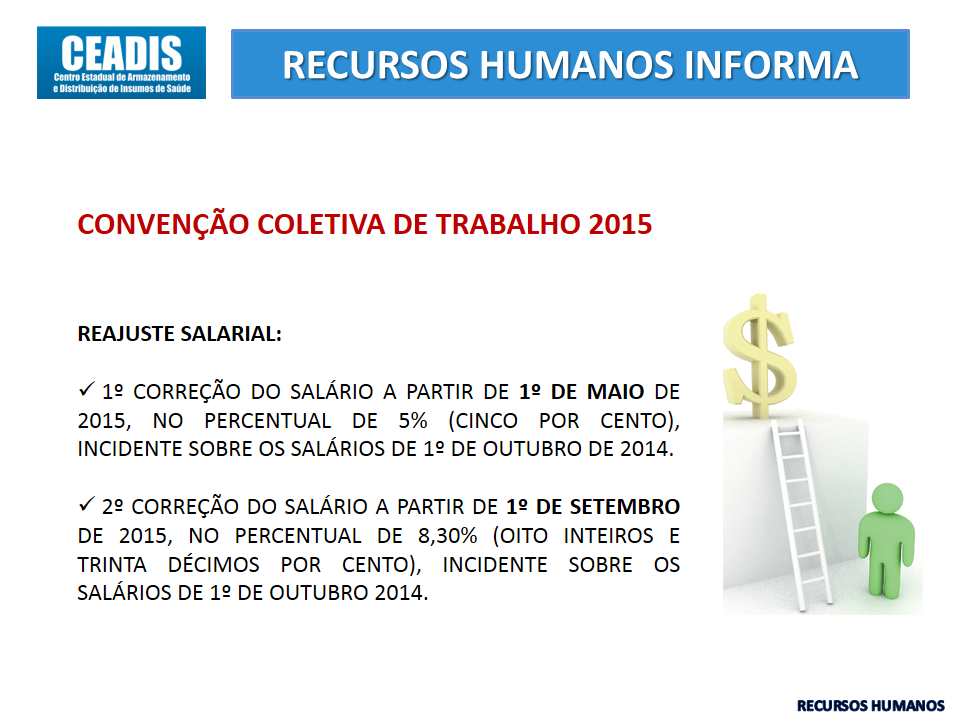 CEADIS
Centro Estadual de Armazenamento
e Distribuição de Insumos de Saúde
RECURSOS HUMANOS INFORMA
CONVENÇÃO COLETIVA DE TRABALHO 2015
REAJUSTE SALARIAL:
✓ 1º CORREÇÃO DO SALÁRIO A PARTIR DE 1º DE MAIO DE
2015, NO PERCENTUAL DE 5% (CINCO POR CENTO),
INCIDENTE SOBRE OS SALÁRIOS DE 1º DE OUTUBRO DE 2014.
✓ 2º CORREÇÃO DO SALÁRIO A PARTIR DE 1º DE SETEMBRO
DE 2015, NO PERCENTUAL DE 8,30% (OITO INTEIROS E
TRINTA DÉCIMOS POR CENTO), INCIDENTE SOBRE OS
SALÁRIOS DE 1º DE OUTUBRO 2014.
$
RECURSOS HUMANOS